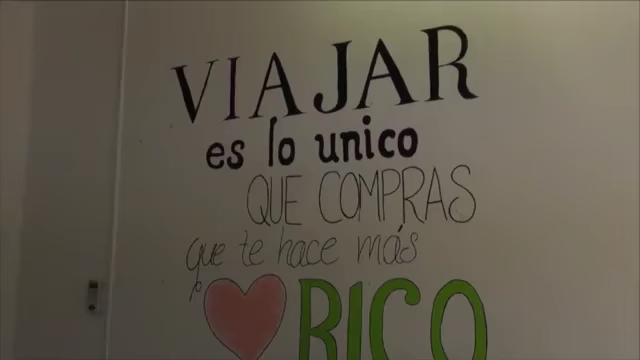 VIAJAR
es lo unico
QUE COMPRAS
que te hace más
RICO